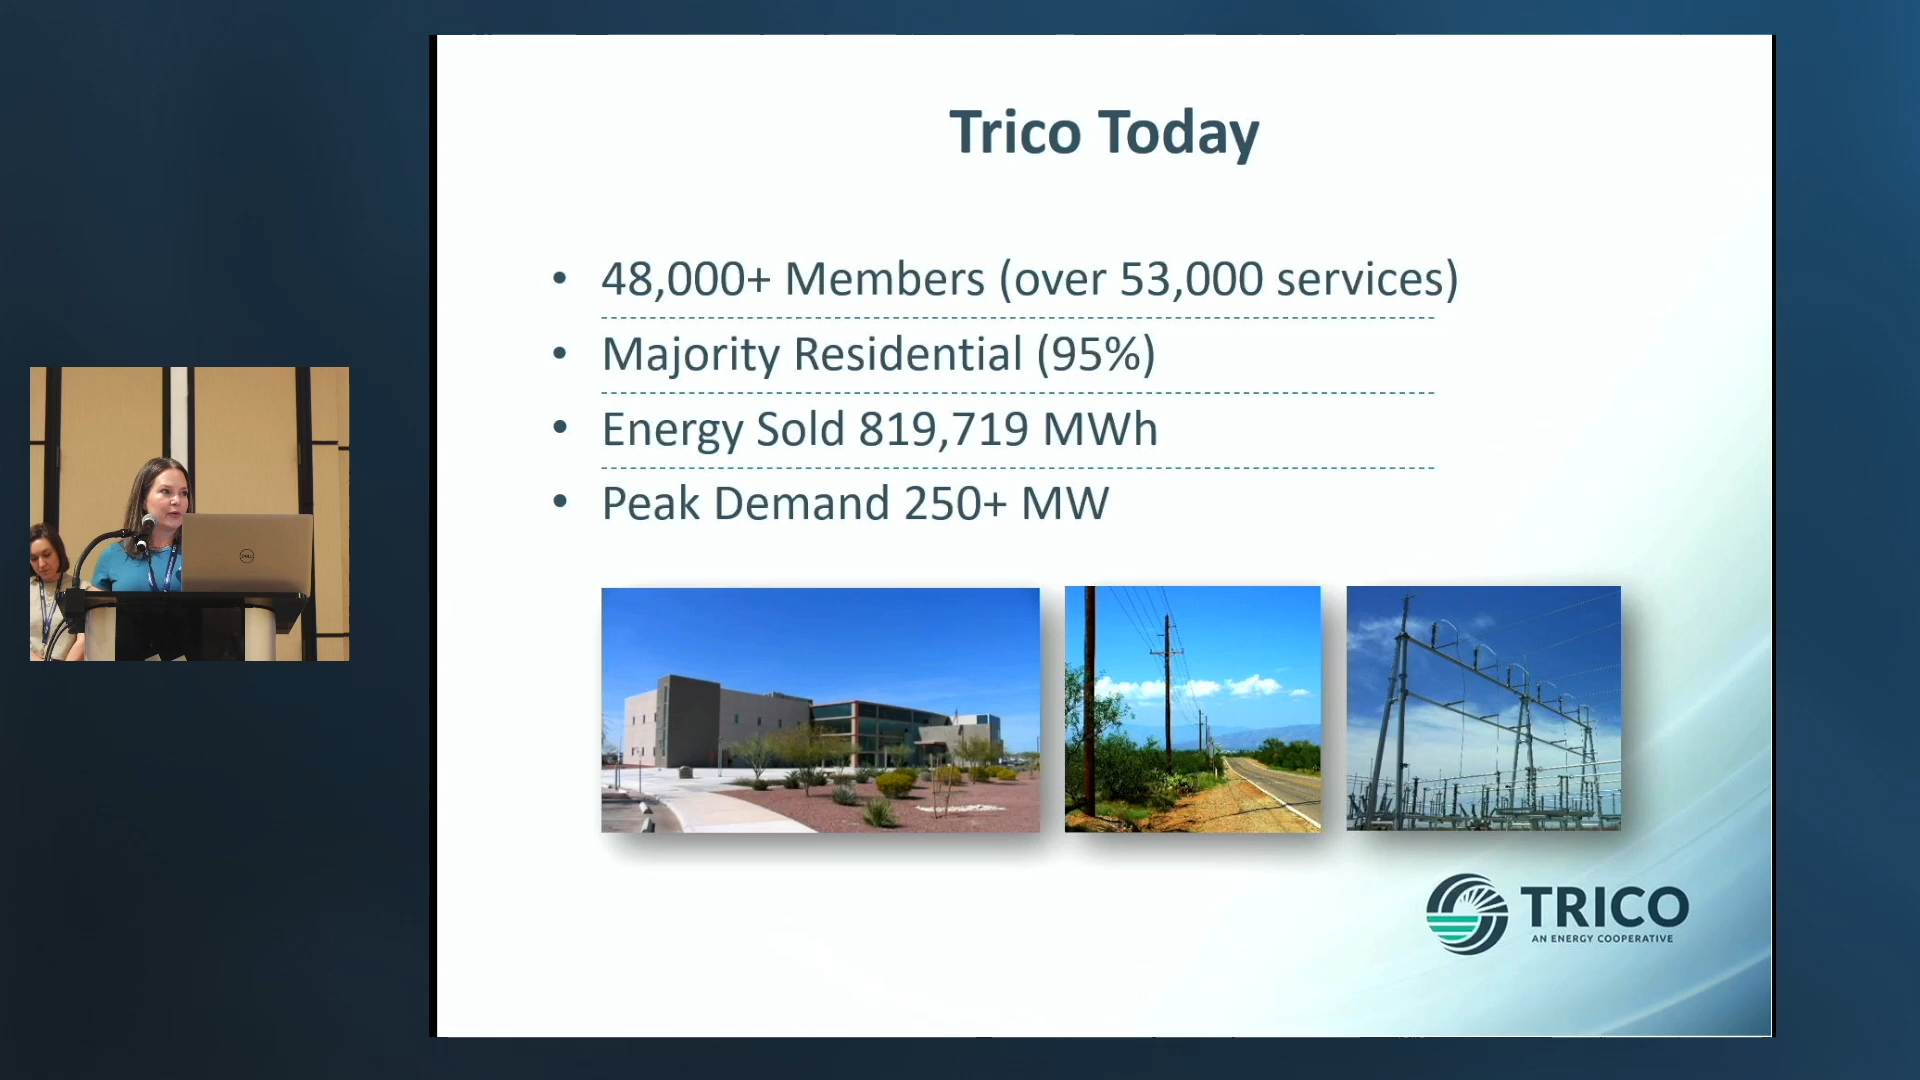 Trico Today
• 48,000+ Members (over 53,000 services)
• Majority Residential (95%)
• Energy Sold 819,719 MWh
• Peak Demand 250+ MW
TRICO
AN ENERGY COOPERATIVE
DELL